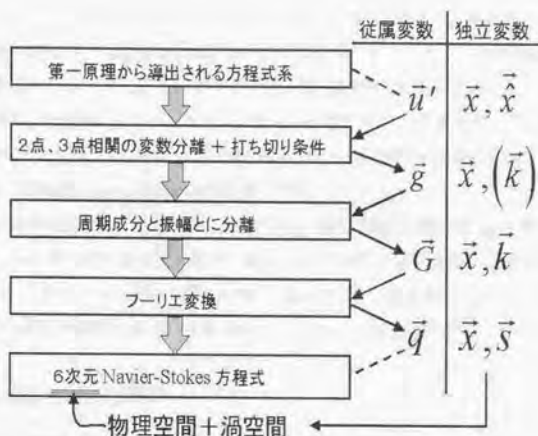 従属変数 独立変数
第一原理から導出される方程式系
u⃗' x⃗, x̂⃗
2点、3点相関の変数分離 + 打ち切り条件
g⃗ x⃗, (k⃗)
周期成分と振幅とに分離
G⃗ x⃗, k⃗
フーリエ変換
q⃗ x⃗, s⃗
6次元 Navier-Stokes 方程式
物理空間+渦空間